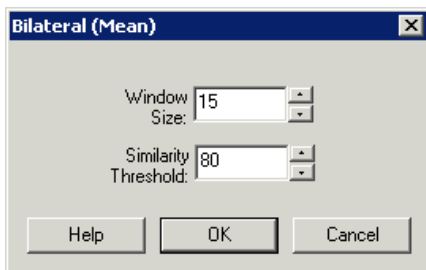 Bilateral (Mean)
Window
Size:
15
Similarity
Threshold:
80
Help
OK
Cancel